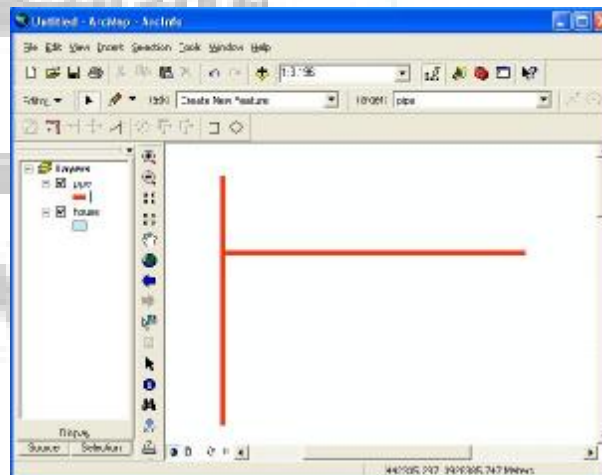 Untitled - ArcMap - ArcInfo
File Edit View Insert Selection Tools Window Help
Task: Create New Feature Target: pipe
Layers
pipe
house
Display
Source Selection
Meters